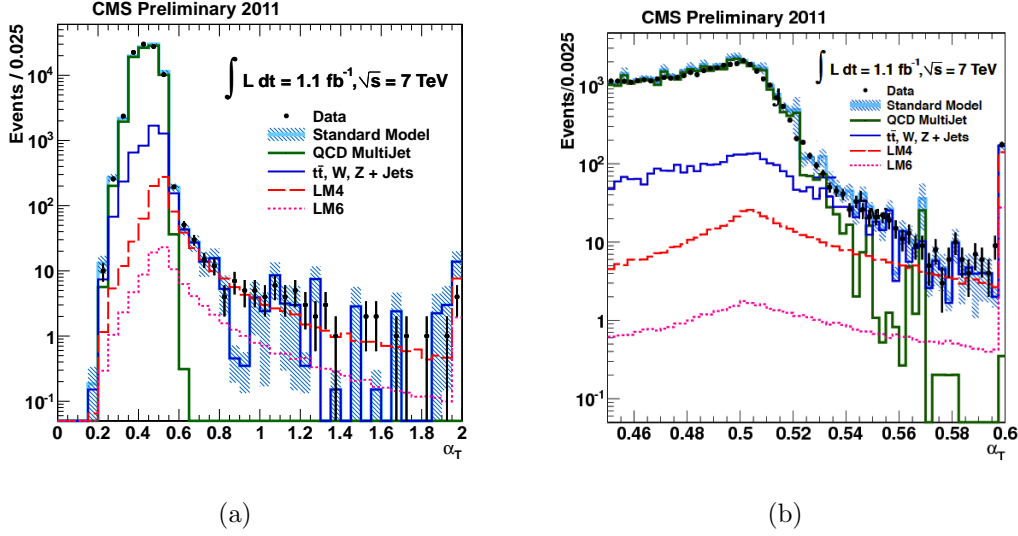 CMS Preliminary 2011
Events / 0.025
10⁴
10³
10²
10
1
10⁻¹
∫ L dt = 1.1 fb⁻¹, √s = 7 TeV
Data
Standard Model
QCD MultiJet
tt̄, W, Z + Jets
LM4
LM6
0 0.2 0.4 0.6 0.8 1 1.2 1.4 1.6 1.8 2
α_T
(a)
CMS Preliminary 2011
Events/0.0025
10³
10²
10
1
10⁻¹
∫ L dt = 1.1 fb⁻¹, √s = 7 TeV
Data
Standard Model
QCD MultiJet
tt̄, W, Z + Jets
LM4
LM6
0.46 0.48 0.5 0.52 0.54 0.56 0.58 0.6
α_T
(b)